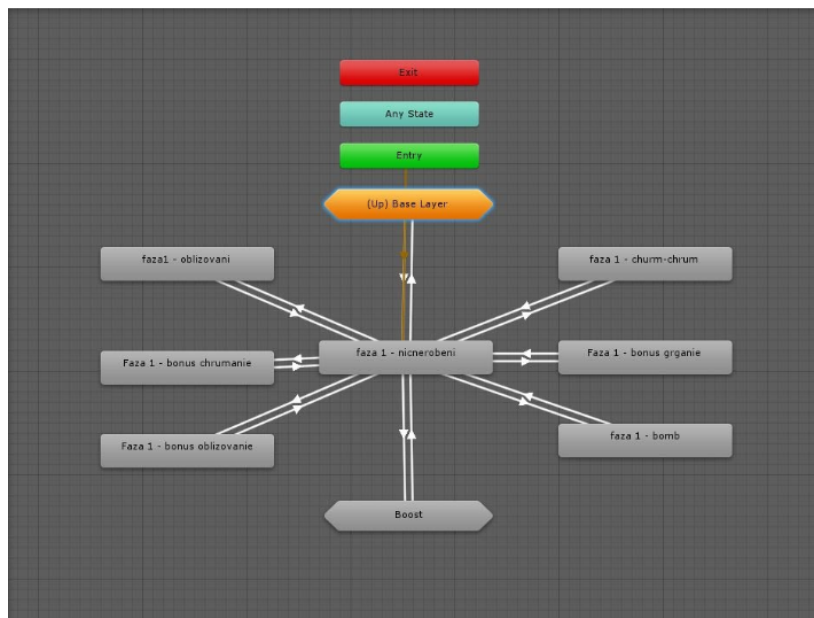 Exit
Any State
Entry
(Up) Base Layer
faza1 - oblizovani
faza 1 - churm-chrum
faza 1 - nicnerobeni
Faza 1 - bonus chrumanie
Faza 1 - bonus grganie
Faza 1 - bonus oblizovanie
faza 1 - bomb
Boost